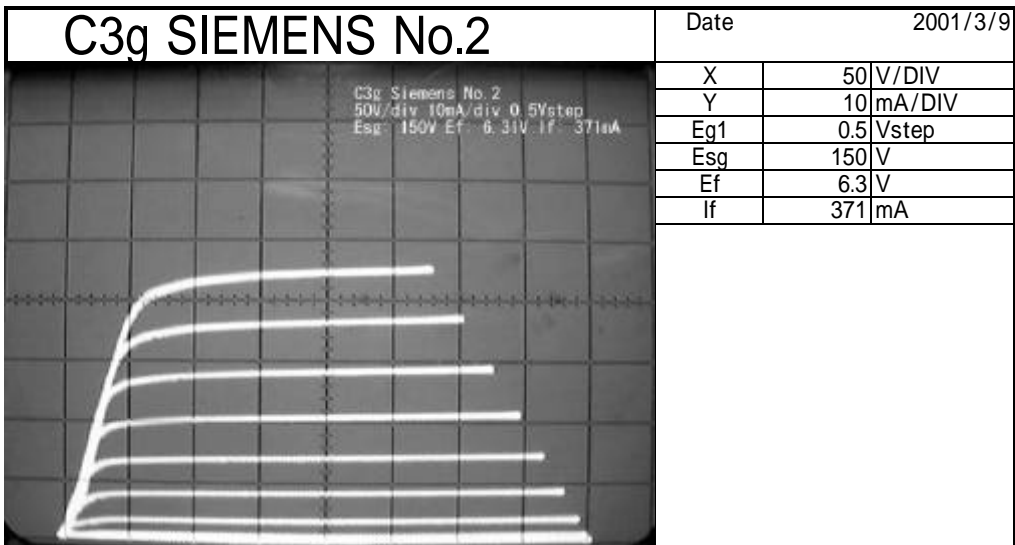 C3g SIEMENS No.2
Date 2001/3/9
C3g Siemens No.2
50V/div 10mA/div 0.5Vstep
Esg 150V Ef 6.3V If 371mA
X 50 V/DIV
Y 10 mA/DIV
Eg1 0.5 Vstep
Esg 150 V
Ef 6.3 V
If 371 mA